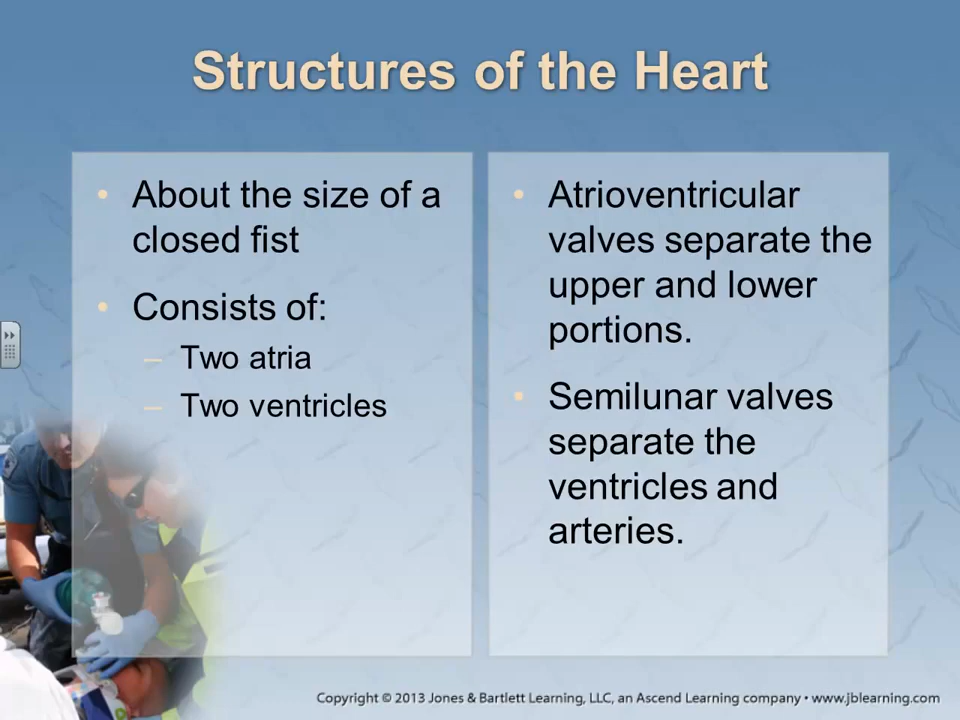 Structures of the Heart
• About the size of a
closed fist
• Consists of:
– Two atria
– Two ventricles
• Atrioventricular
valves separate the
upper and lower
portions.
• Semilunar valves
separate the
ventricles and
arteries.
Copyright © 2013 Jones & Bartlett Learning, LLC, an Ascend Learning company • www.jblearning.com